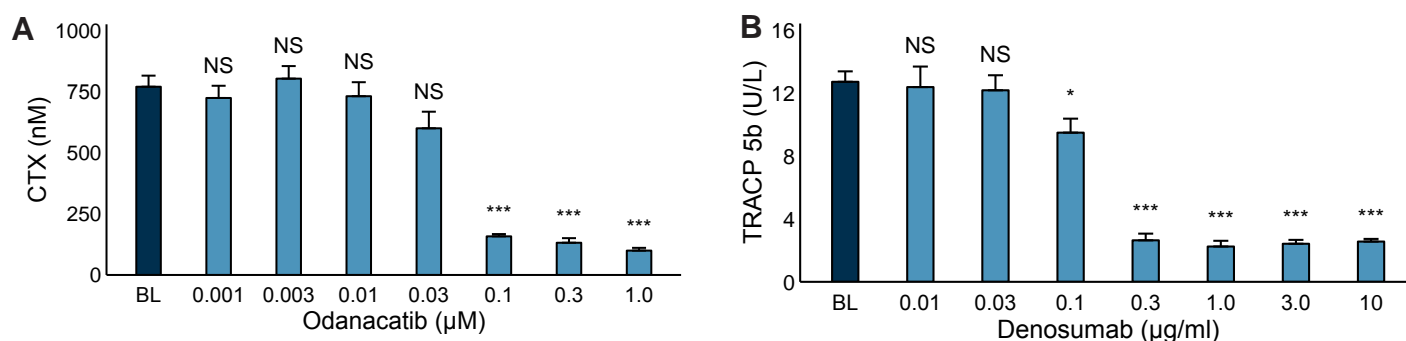 A
1000
750
500
250
0
CTX (nM)
NS
NS
NS
NS
***
***
***
BL 0.001 0.003 0.01 0.03 0.1 0.3 1.0
Odanacatib (µM)
B
16
12
8
4
0
TRACP 5b (U/L)
NS
NS
*
***
***
***
***
BL 0.01 0.03 0.1 0.3 1.0 3.0 10
Denosumab (µg/ml)